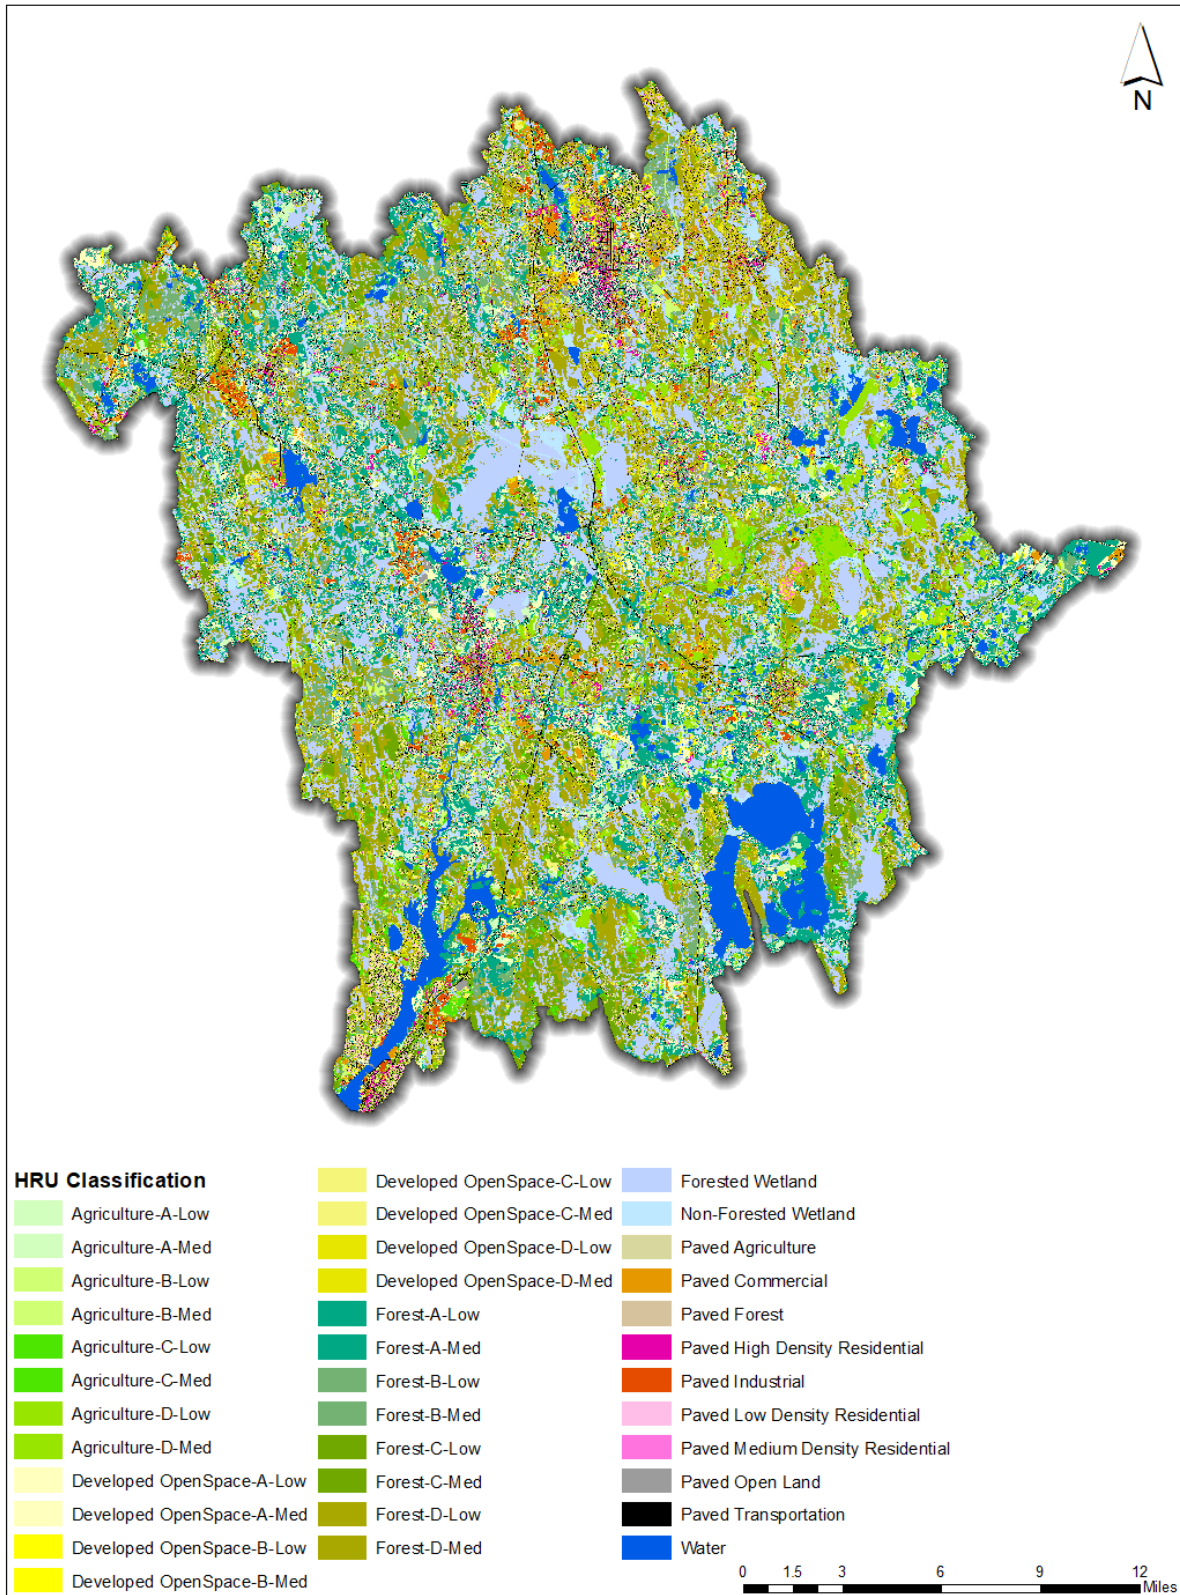 N
HRU Classification
Agriculture-A-Low
Agriculture-A-Med
Agriculture-B-Low
Agriculture-B-Med
Agriculture-C-Low
Agriculture-C-Med
Agriculture-D-Low
Agriculture-D-Med
Developed OpenSpace-A-Low
Developed OpenSpace-A-Med
Developed OpenSpace-B-Low
Developed OpenSpace-B-Med
Developed OpenSpace-C-Low
Developed OpenSpace-C-Med
Developed OpenSpace-D-Low
Developed OpenSpace-D-Med
Forest-A-Low
Forest-A-Med
Forest-B-Low
Forest-B-Med
Forest-C-Low
Forest-C-Med
Forest-D-Low
Forest-D-Med
Forested Wetland
Non-Forested Wetland
Paved Agriculture
Paved Commercial
Paved Forest
Paved High Density Residential
Paved Industrial
Paved Low Density Residential
Paved Medium Density Residential
Paved Open Land
Paved Transportation
Water
0 1.5 3 6 9 12
Miles